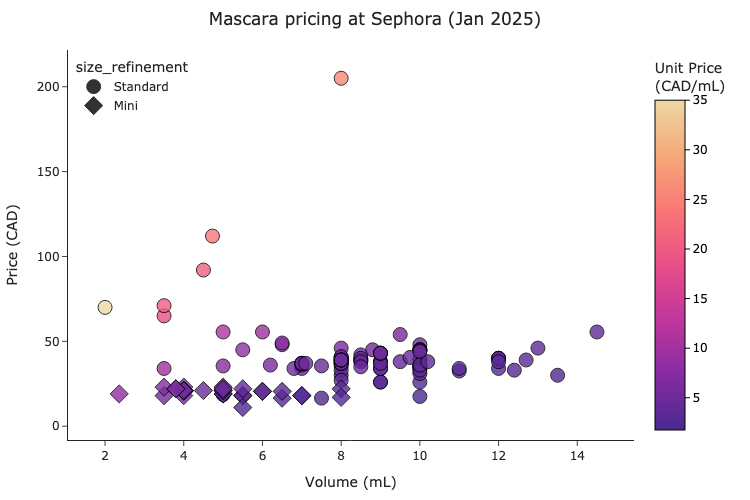 Mascara pricing at Sephora (Jan 2025)
size_refinement
Standard
Mini
Unit Price
(CAD/mL)
35
30
25
20
15
10
5
200
150
100
50
0
Price (CAD)
2
4
6
8
10
12
14
Volume (mL)